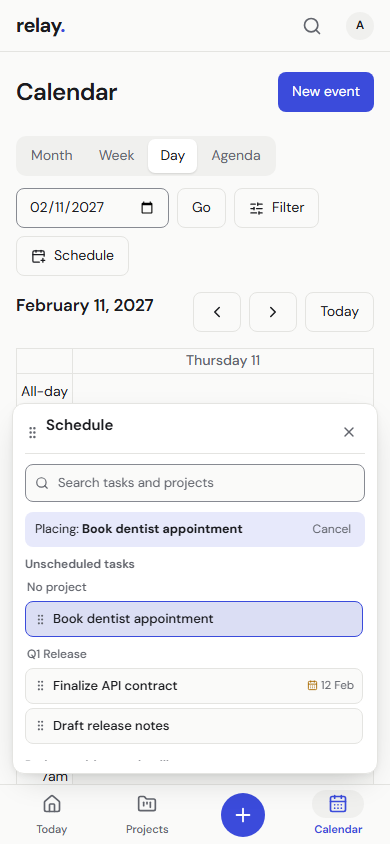 relay.
A
Calendar
New event
Month Week Day Agenda
02/11/2027 Go Filter
Schedule
February 11, 2027 Today
Thursday 11
All-day
Schedule
Search tasks and projects
Placing: Book dentist appointment Cancel
Unscheduled tasks
No project
Book dentist appointment
Q1 Release
Finalize API contract 12 Feb
Draft release notes
7am
Today Projects Calendar